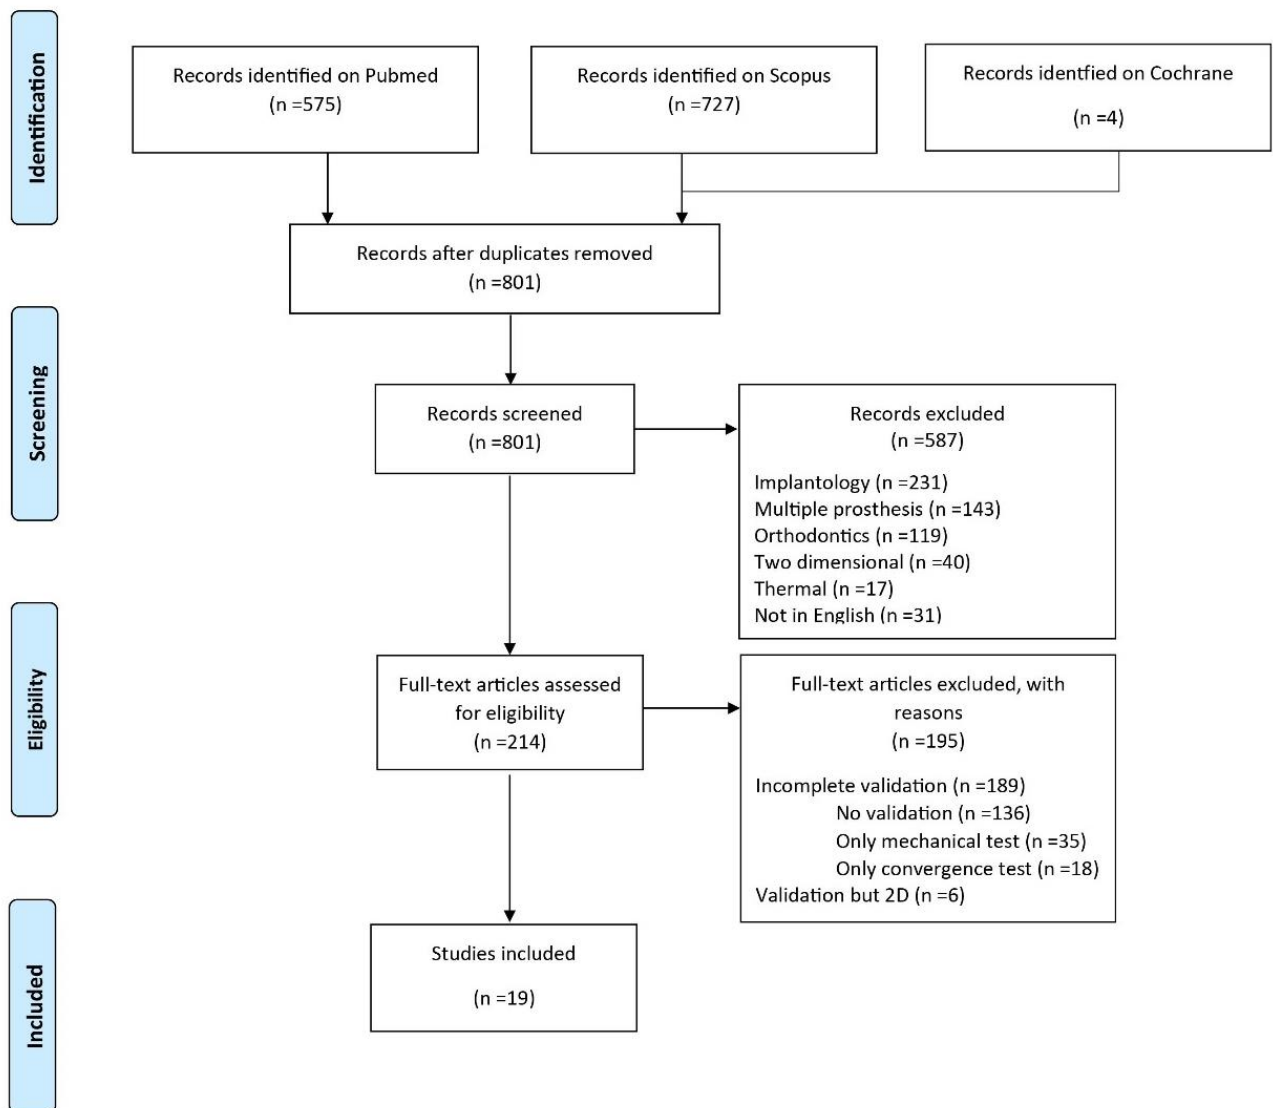 Identification
Records identified on Pubmed
(n =575)
Records identified on Scopus
(n =727)
Records identfied on Cochrane
(n =4)
Records after duplicates removed
(n =801)
Screening
Records screened
(n =801)
Records excluded
(n =587)
Implantology (n =231)
Multiple prosthesis (n =143)
Orthodontics (n =119)
Two dimensional (n =40)
Thermal (n =17)
Not in English (n =31)
Eligibility
Full-text articles assessed
for eligibility
(n =214)
Full-text articles excluded, with
reasons
(n =195)
Incomplete validation (n =189)
No validation (n =136)
Only mechanical test (n =35)
Only convergence test (n =18)
Validation but 2D (n =6)
Included
Studies included
(n =19)